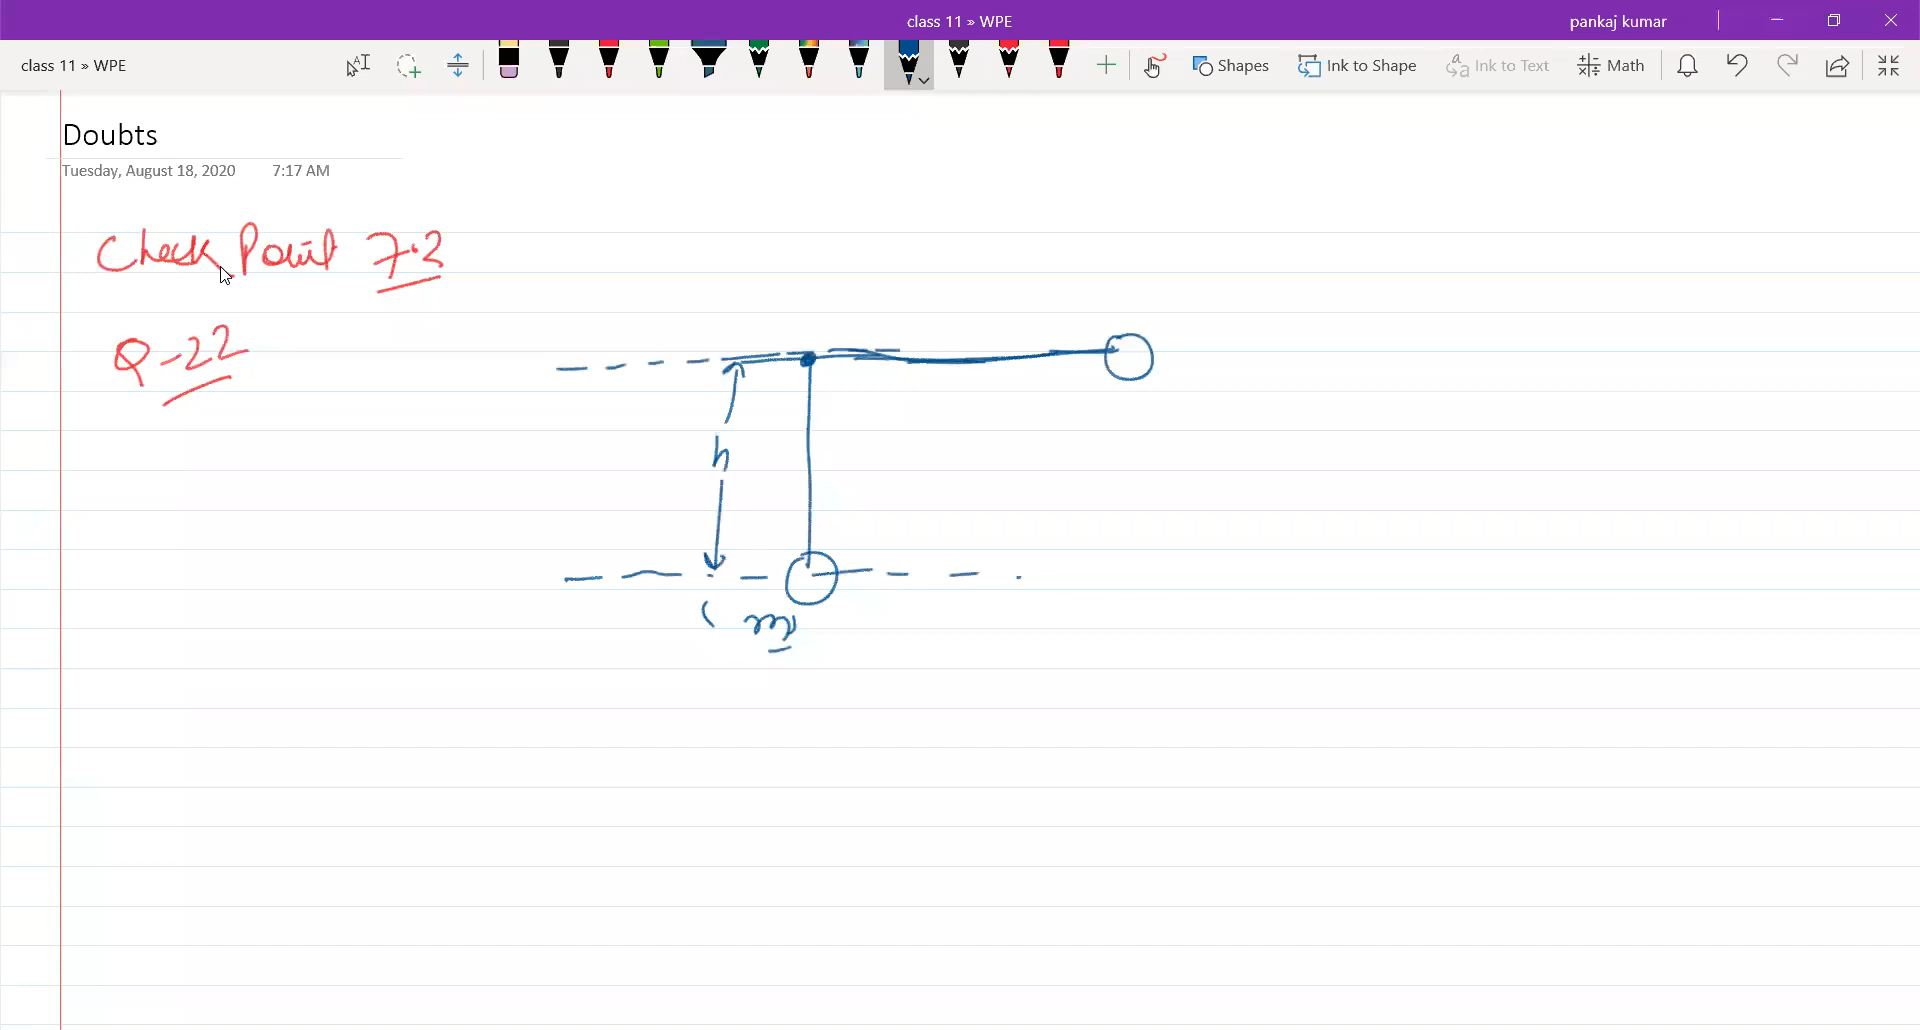 class 11 » WPE
pankaj kumar
class 11 » WPE
Shapes
Ink to Shape
Ink to Text
Math
Doubts
Tuesday, August 18, 2020 7:17 AM
Check Point 7.2
Q-22
h